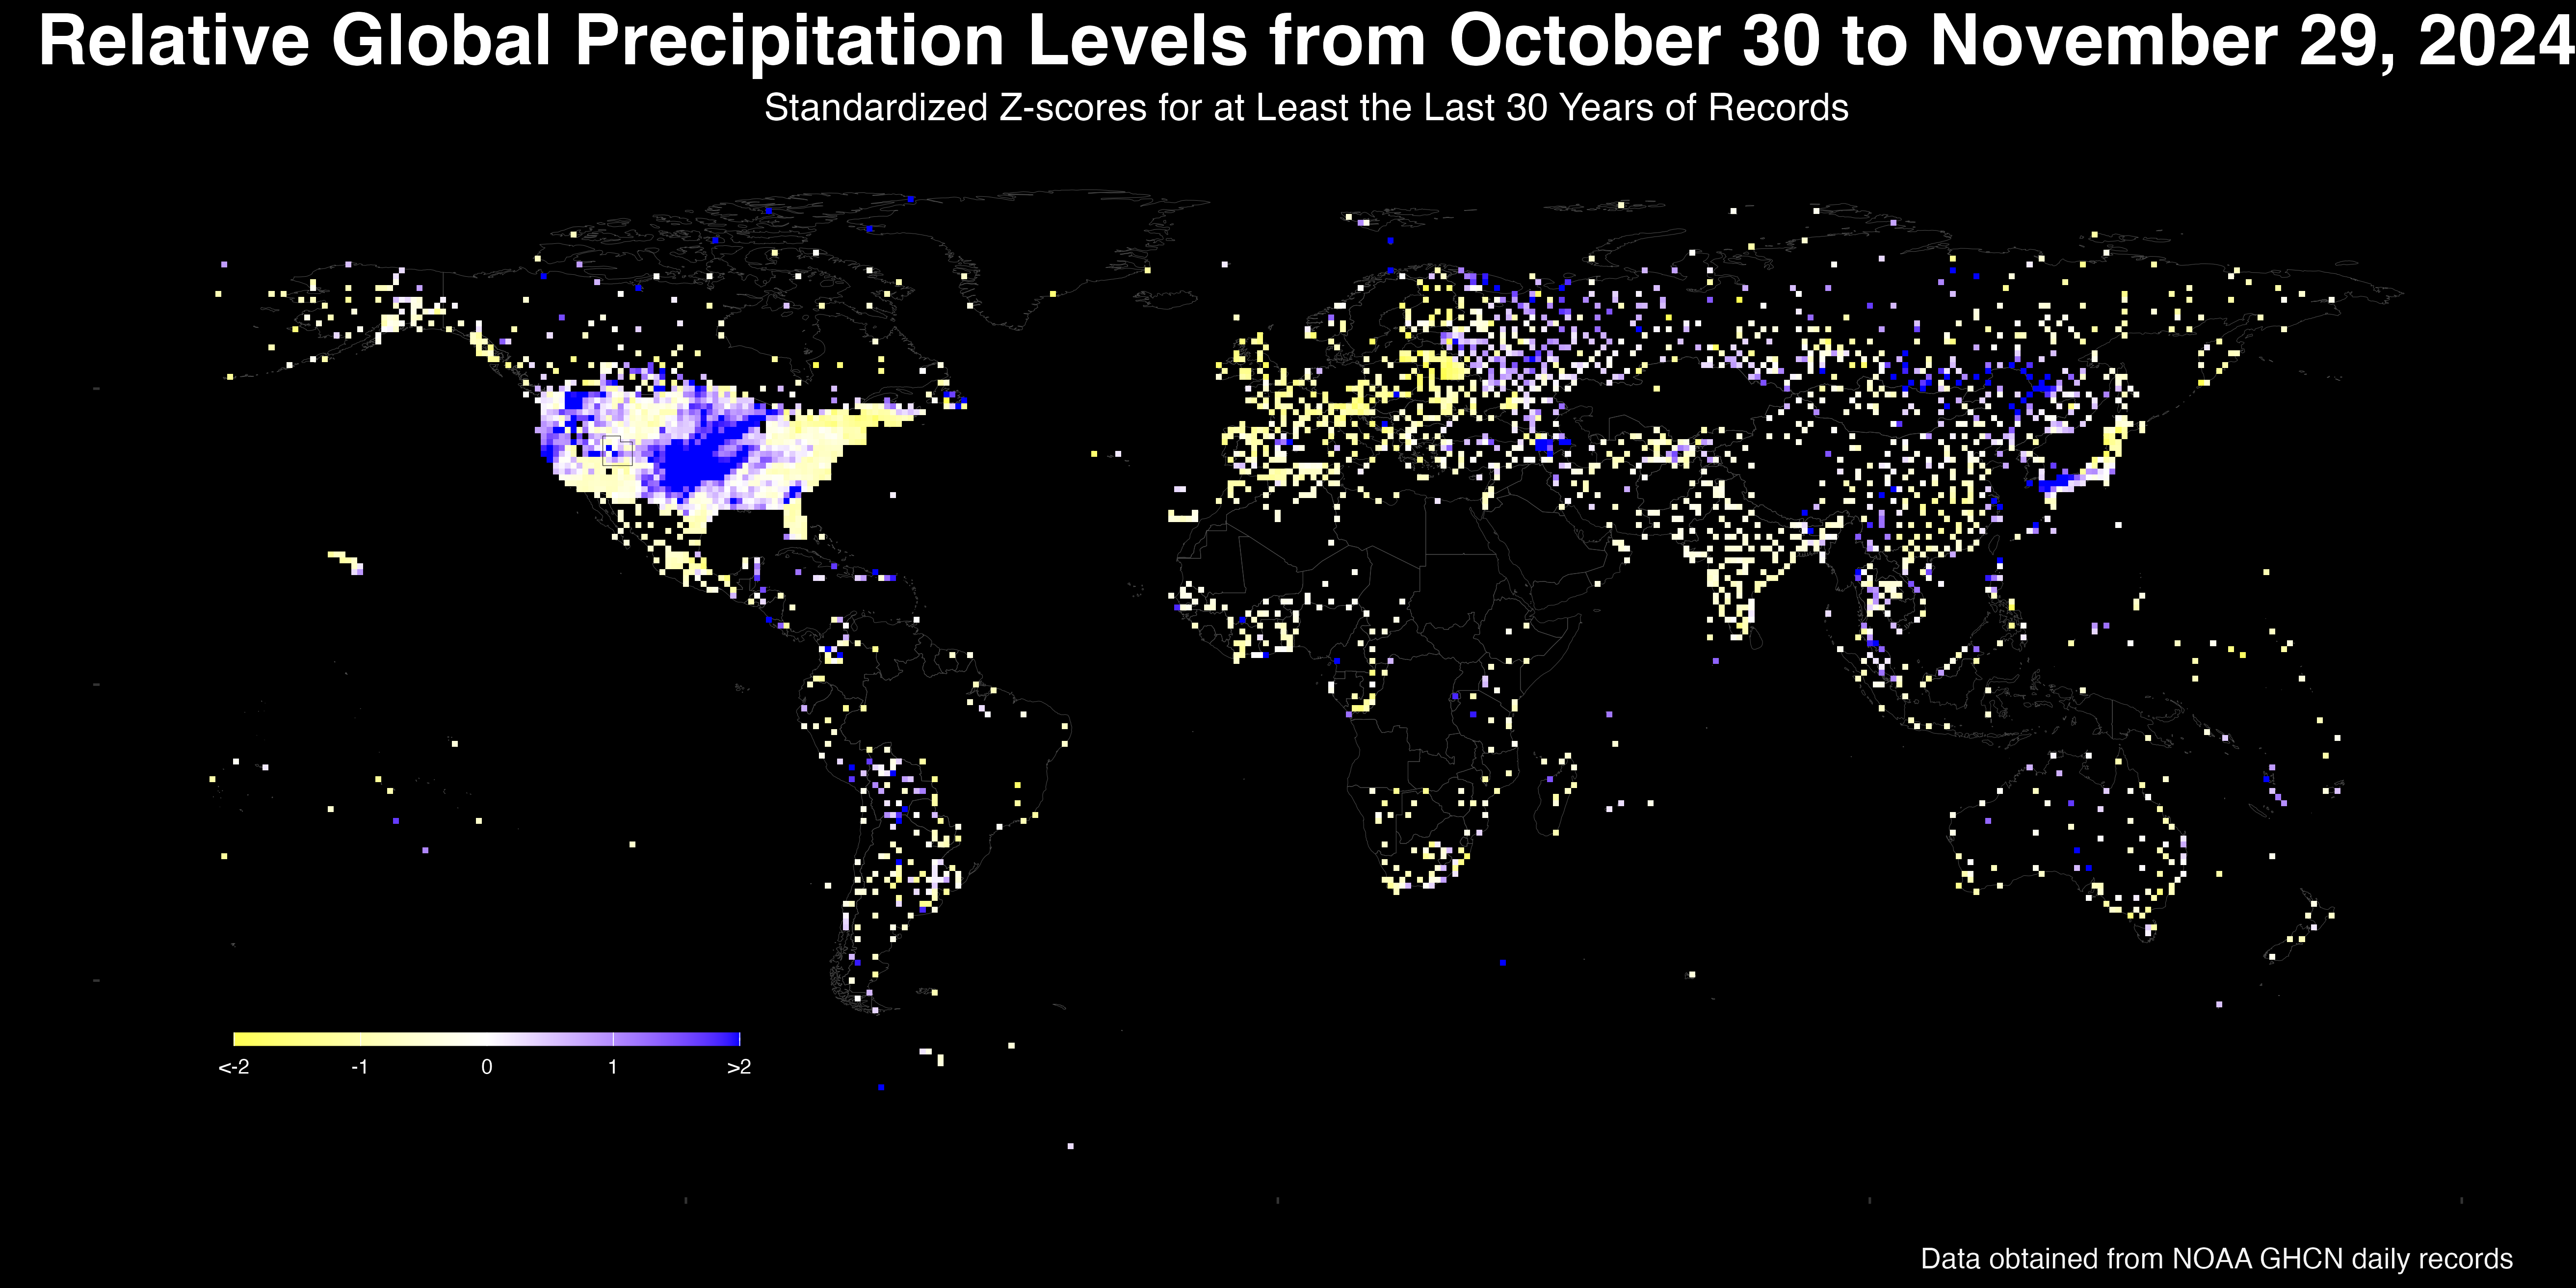 Relative Global Precipitation Levels from October 30 to November 29, 2024
Standardized Z-scores for at Least the Last 30 Years of Records
<-2 -1 0 1 >2
Data obtained from NOAA GHCN daily records